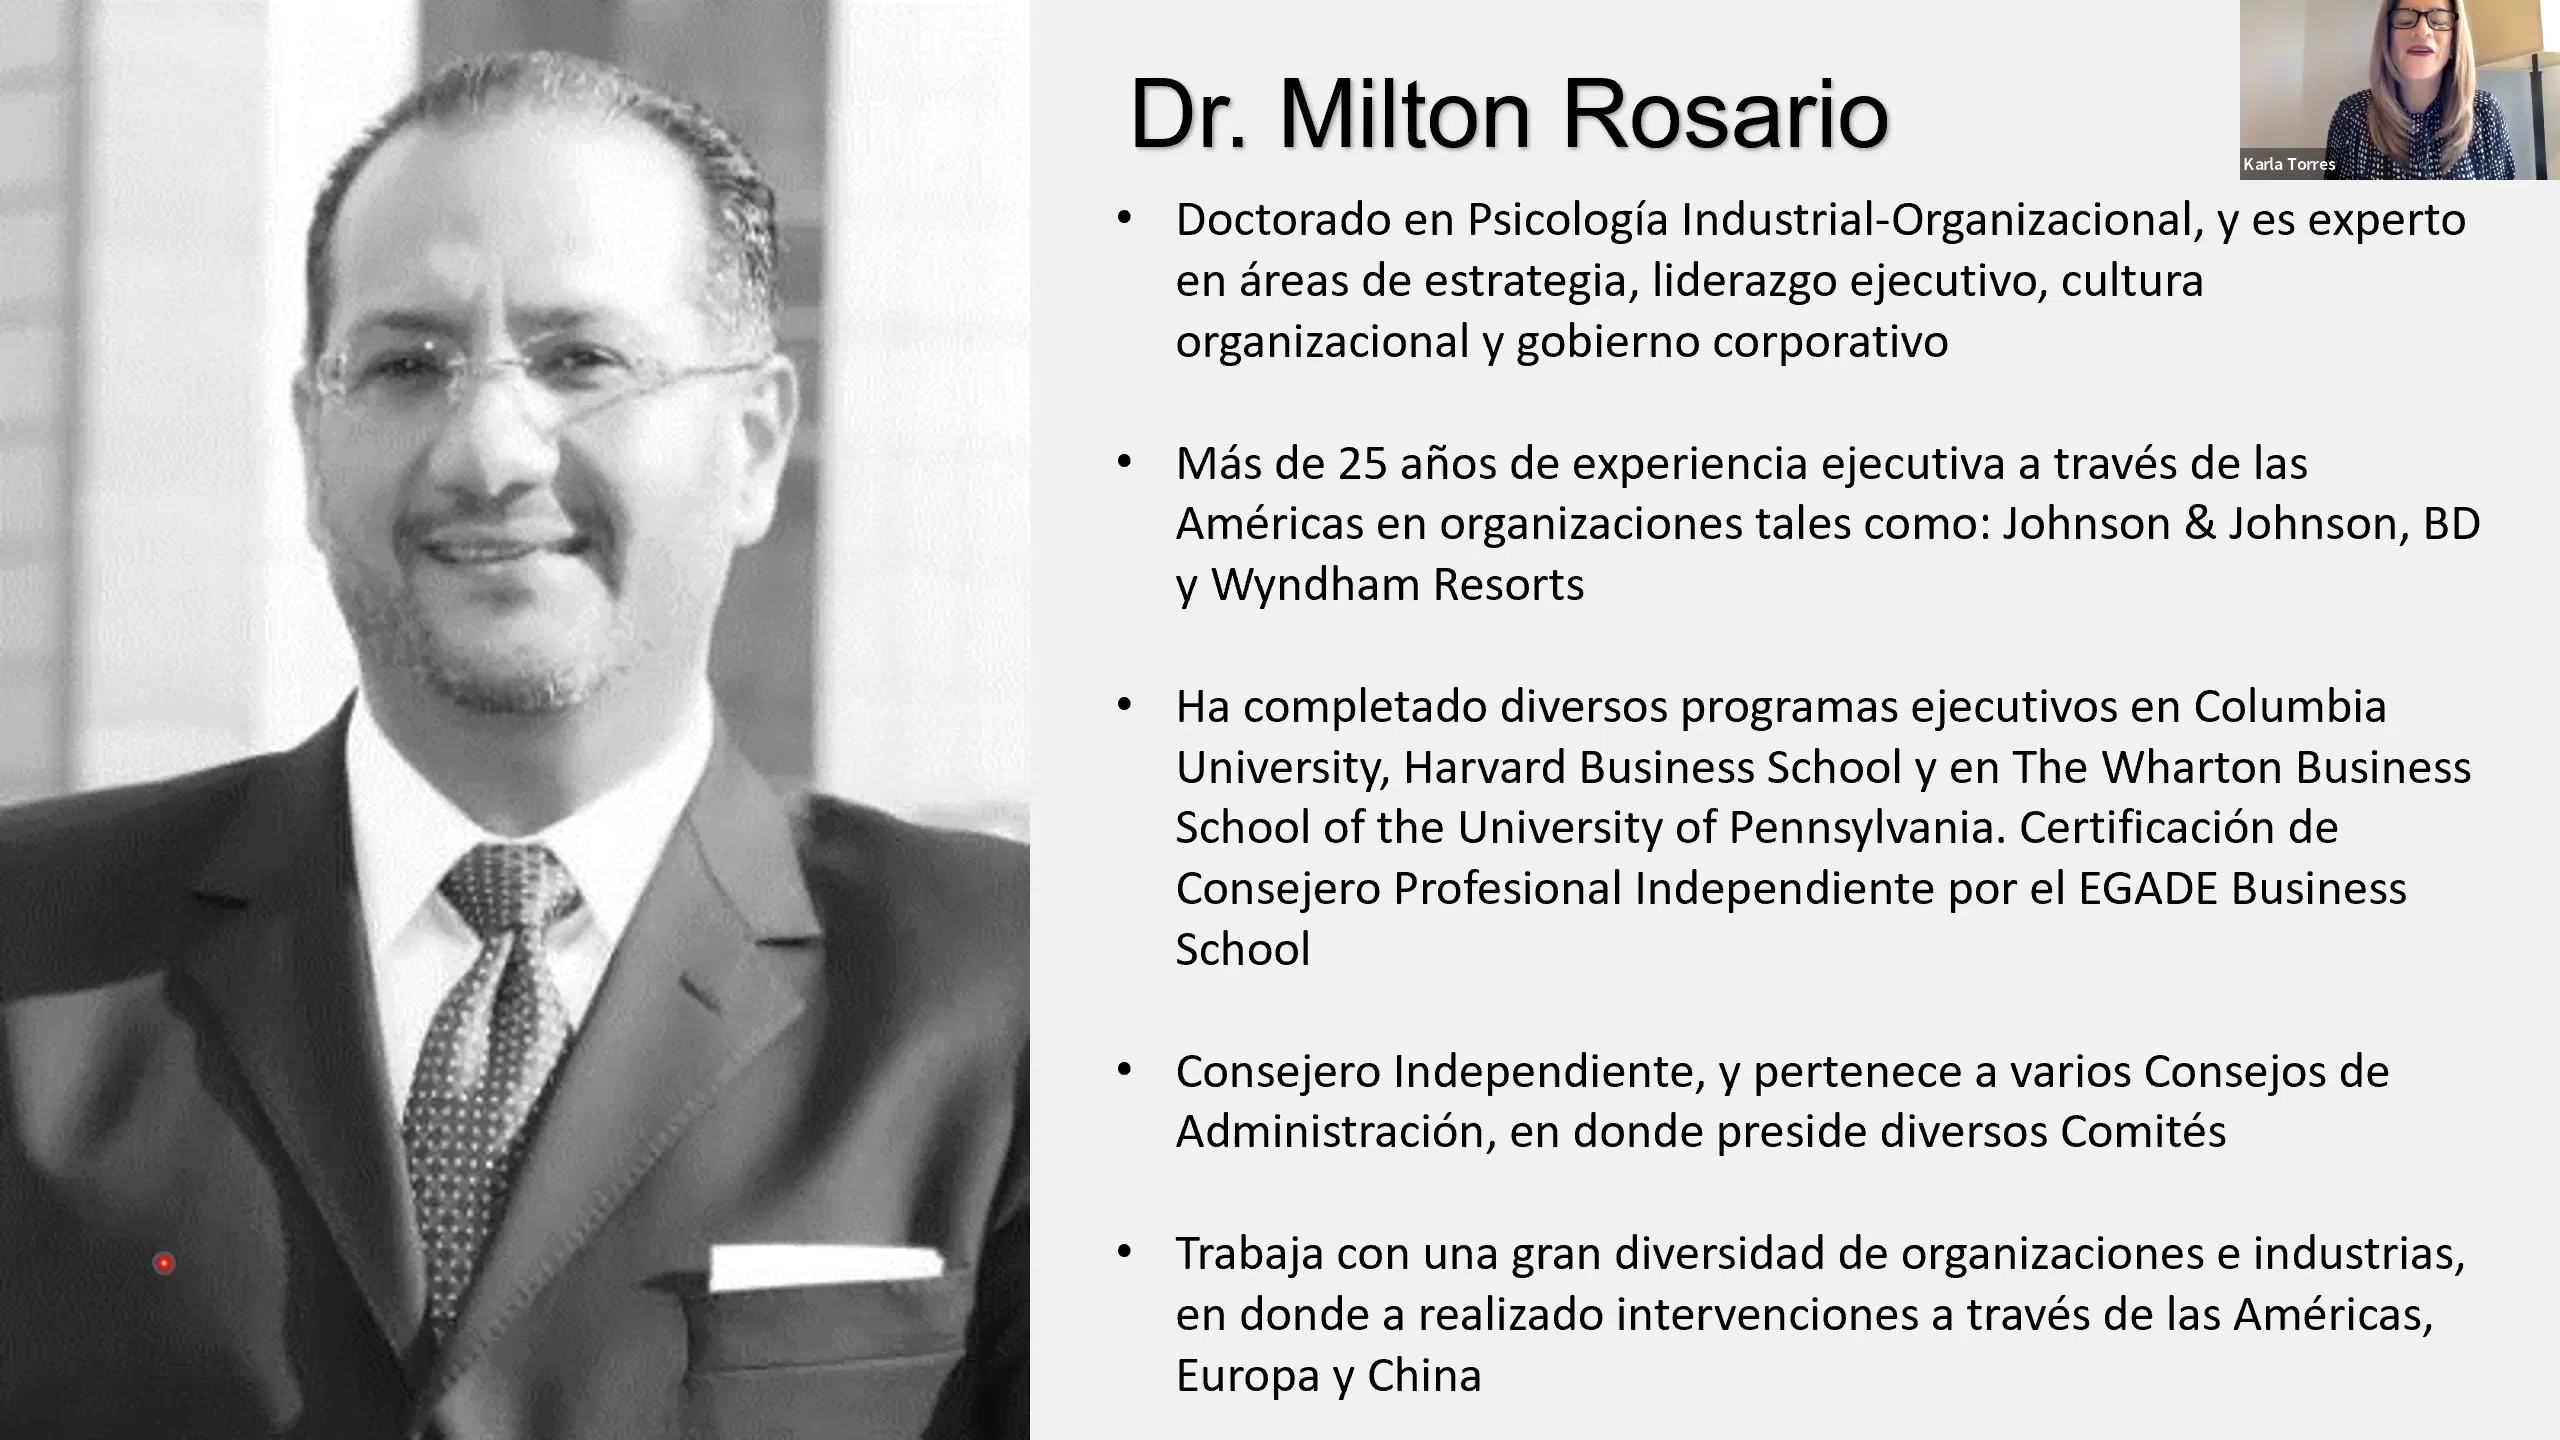 Dr. Milton Rosario
Karla Torres
• Doctorado en Psicología Industrial-Organizacional, y es experto
en áreas de estrategia, liderazgo ejecutivo, cultura
organizacional y gobierno corporativo
• Más de 25 años de experiencia ejecutiva a través de las
Américas en organizaciones tales como: Johnson & Johnson, BD
y Wyndham Resorts
• Ha completado diversos programas ejecutivos en Columbia
University, Harvard Business School y en The Wharton Business
School of the University of Pennsylvania. Certificación de
Consejero Profesional Independiente por el EGADE Business
School
• Consejero Independiente, y pertenece a varios Consejos de
Administración, en donde preside diversos Comités
• Trabaja con una gran diversidad de organizaciones e industrias,
en donde a realizado intervenciones a través de las Américas,
Europa y China